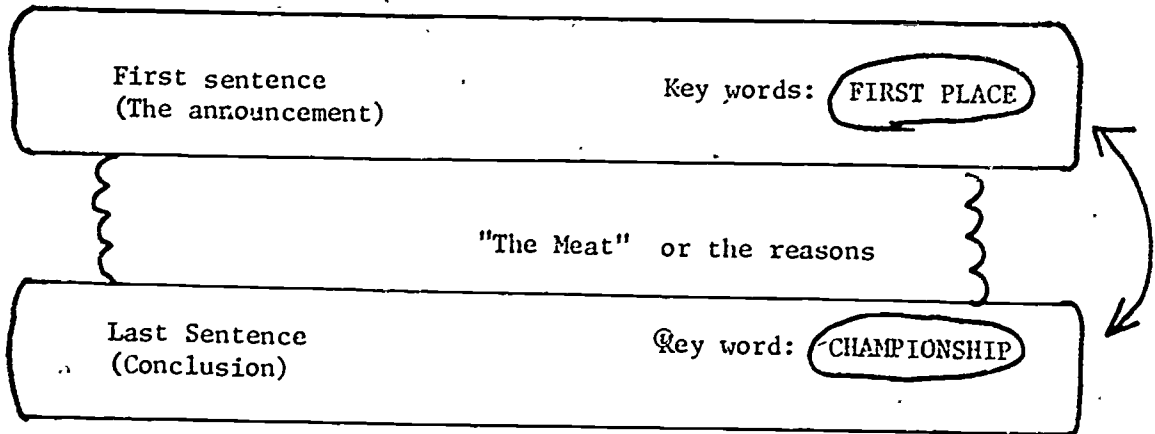 First sentence Key words: FIRST PLACE
(The announcement)
"The Meat" or the reasons
Last Sentence Key word: CHAMPIONSHIP
(Conclusion)